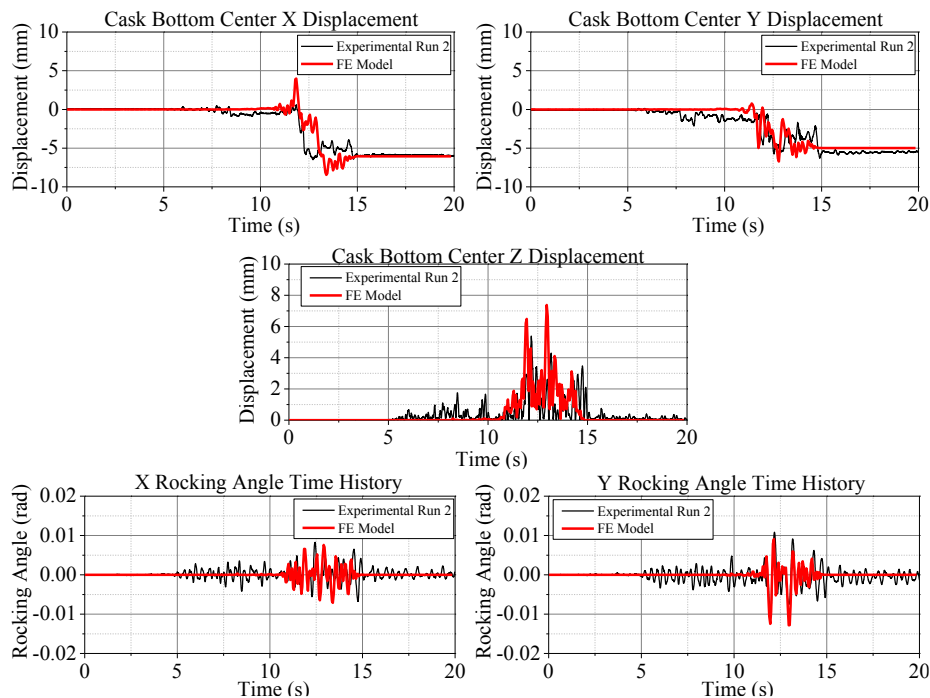 Cask Bottom Center X Displacement
Displacement (mm)
10
5
0
-5
-10
Experimental Run 2
FE Model
0 5 10 15 20
Time (s)
Cask Bottom Center Y Displacement
Displacement (mm)
10
5
0
-5
-10
Experimental Run 2
FE Model
0 5 10 15 20
Time (s)
Cask Bottom Center Z Displacement
Displacement (mm)
10
8
6
4
2
0
Experimental Run 2
FE Model
0 5 10 15 20
Time (s)
X Rocking Angle Time History
Rocking Angle (rad)
0.02
0.01
0.00
-0.01
-0.02
Experimental Run 2
FE Model
0 5 10 15 20
Time (s)
Y Rocking Angle Time History
Rocking Angle (rad)
0.02
0.01
0.00
-0.01
-0.02
Experimental Run 2
FE Model
0 5 10 15 20
Time (s)